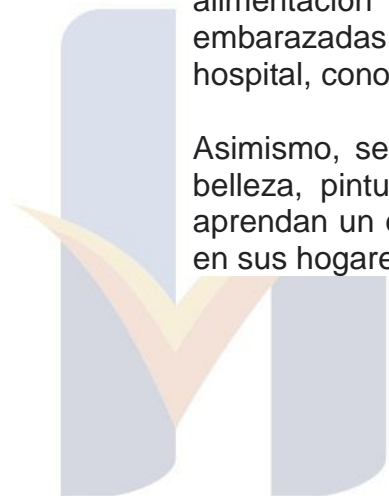 alimentación
embarazadas
hospital, cono
Asimismo, se
belleza, pintu
aprendan un
en sus hogare